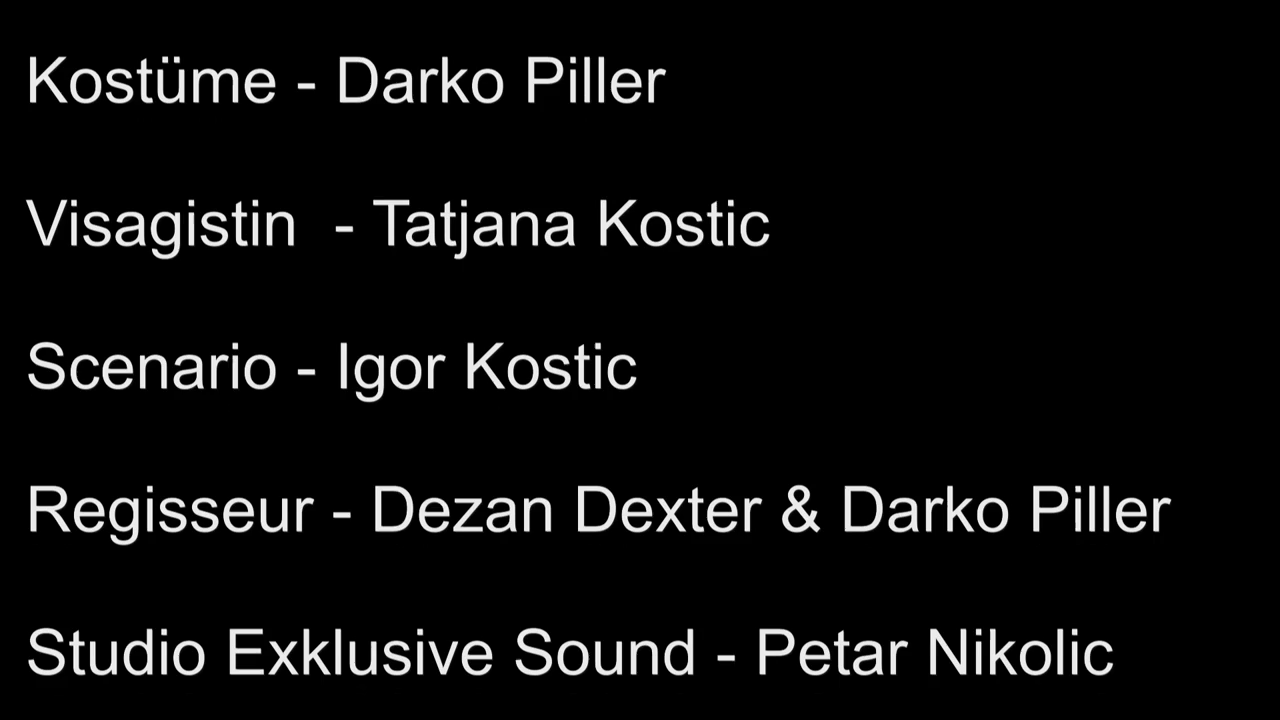 Kostüme - Darko Piller
Visagistin  - Tatjana Kostic
Scenario - Igor Kostic
Regisseur - Dezan Dexter & Darko Piller
Studio Exklusive Sound - Petar Nikolic